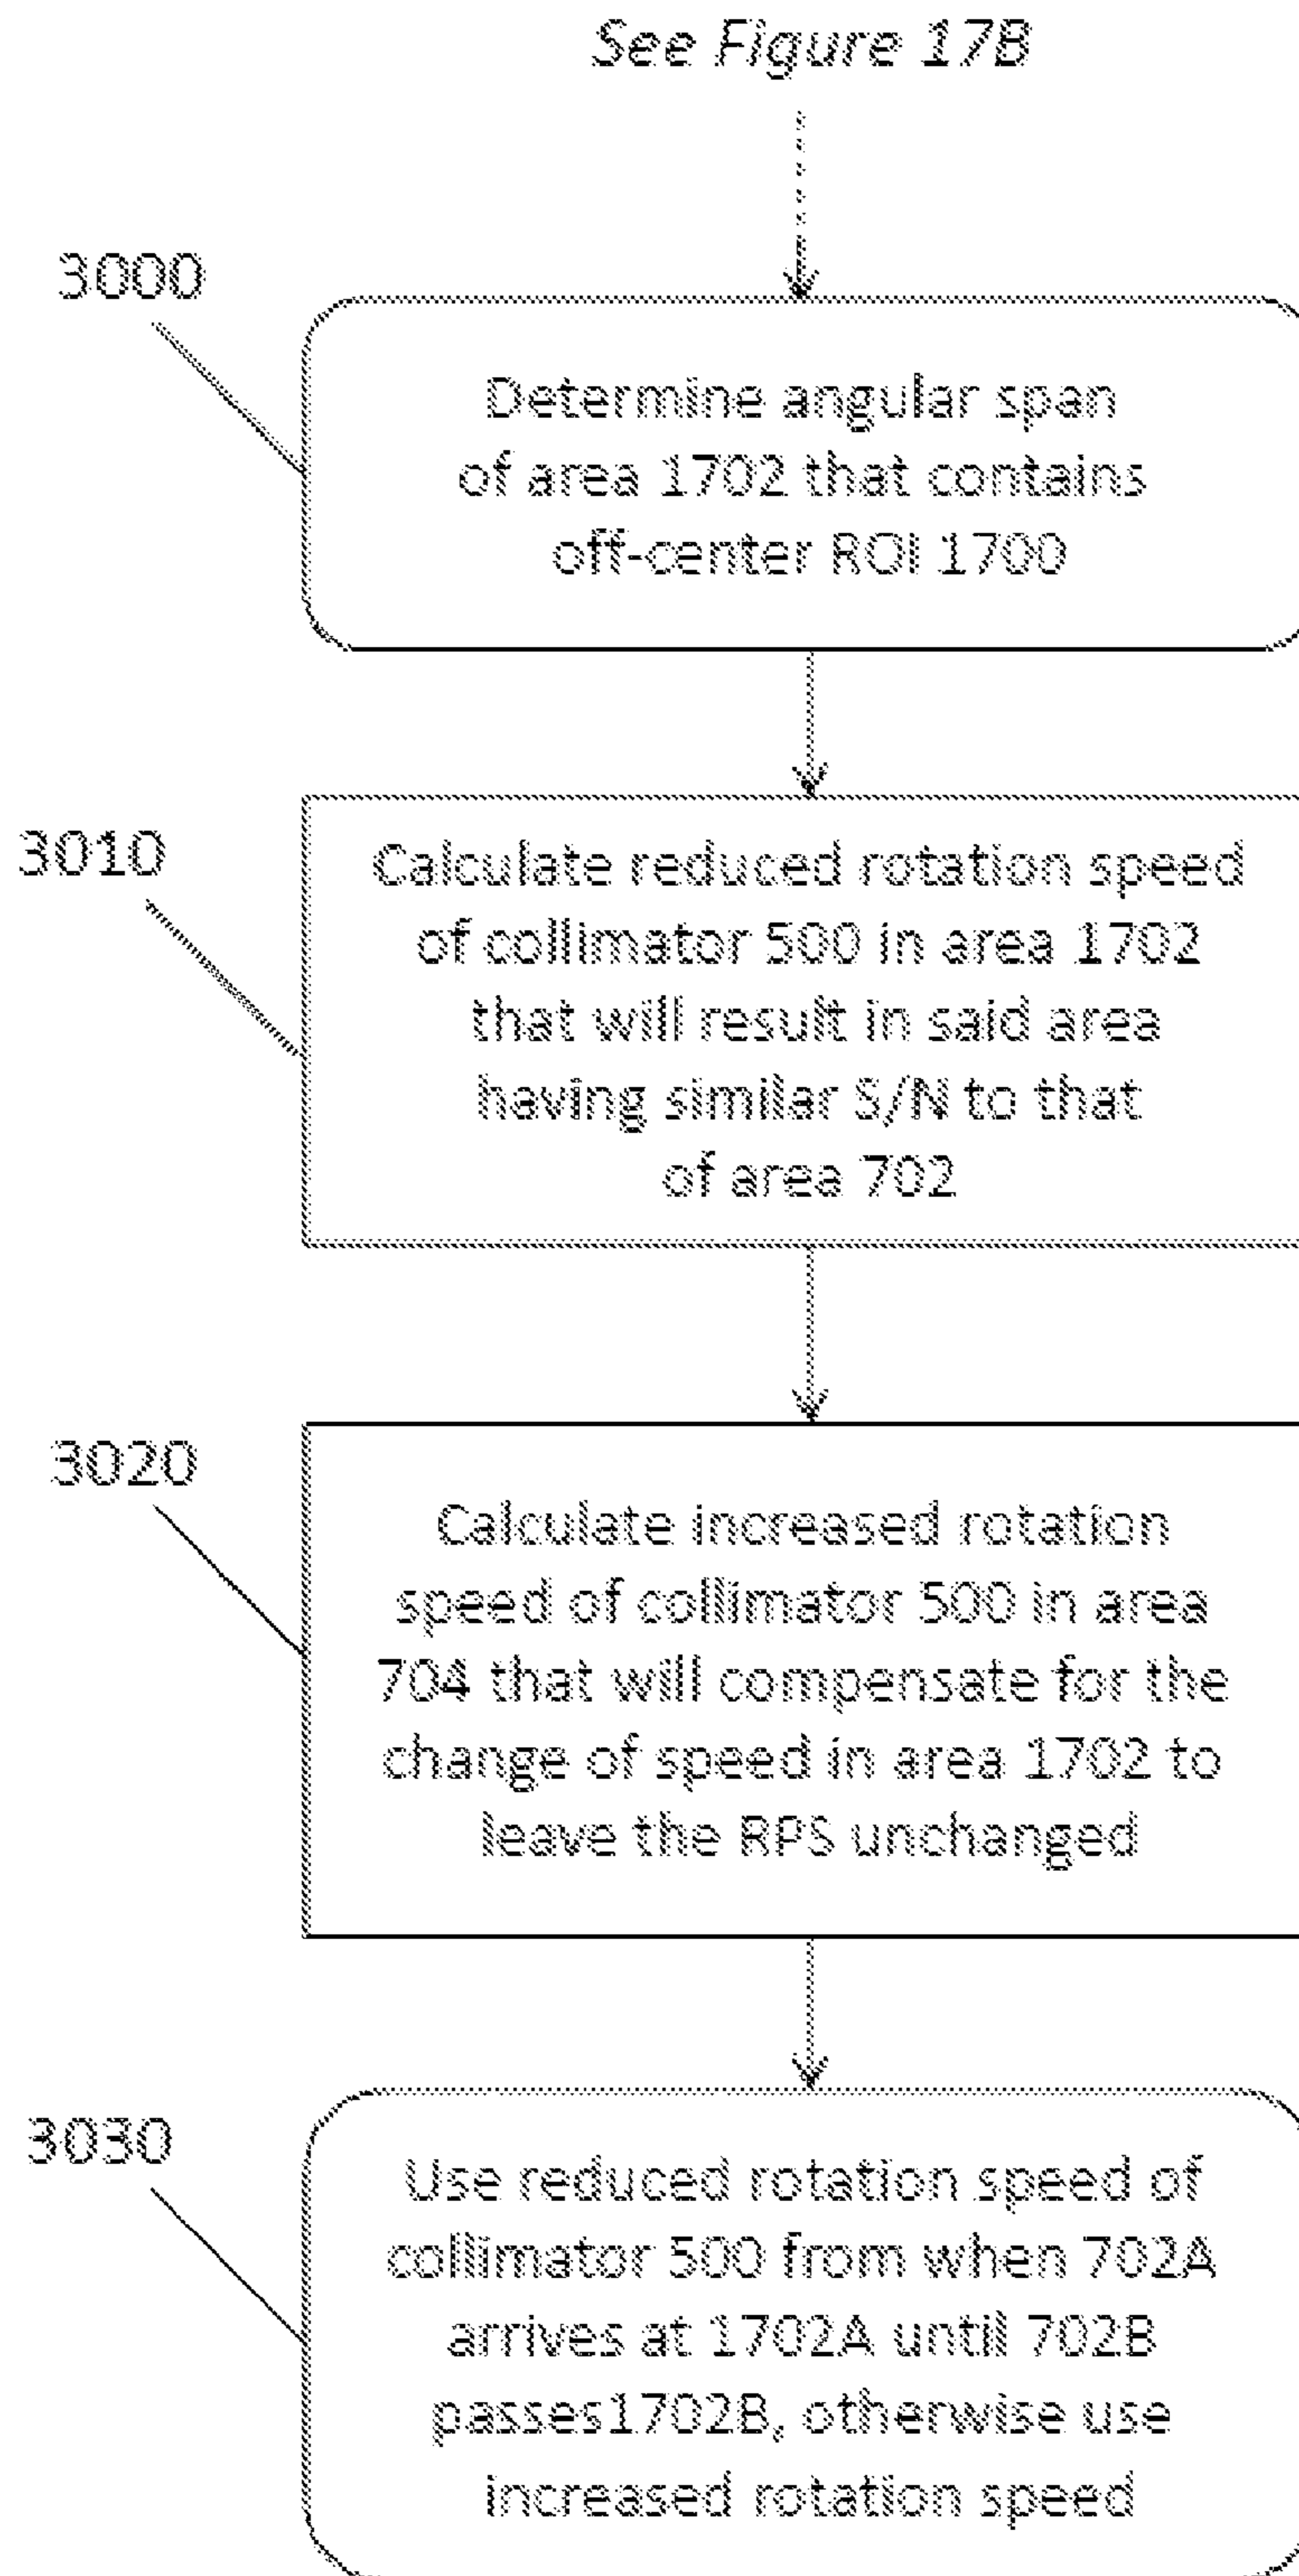 See Figure 17B
3000
Determine angular span
of area 1702 that contains
off-center ROI 1700
3010
Calculate reduced rotation speed
of collimator 500 in area 1702
that will result in said area
having similar S/N to that
of area 702
3020
Calculate increased rotation
speed of collimator 500 in area
704 that will compensate for the
change of speed in area 1702 to
leave the RPS unchanged
3030
Use reduced rotation speed of
collimator 500 from when 702A
arrives at 1702A until 702B
passes1702B, otherwise use
increased rotation speed